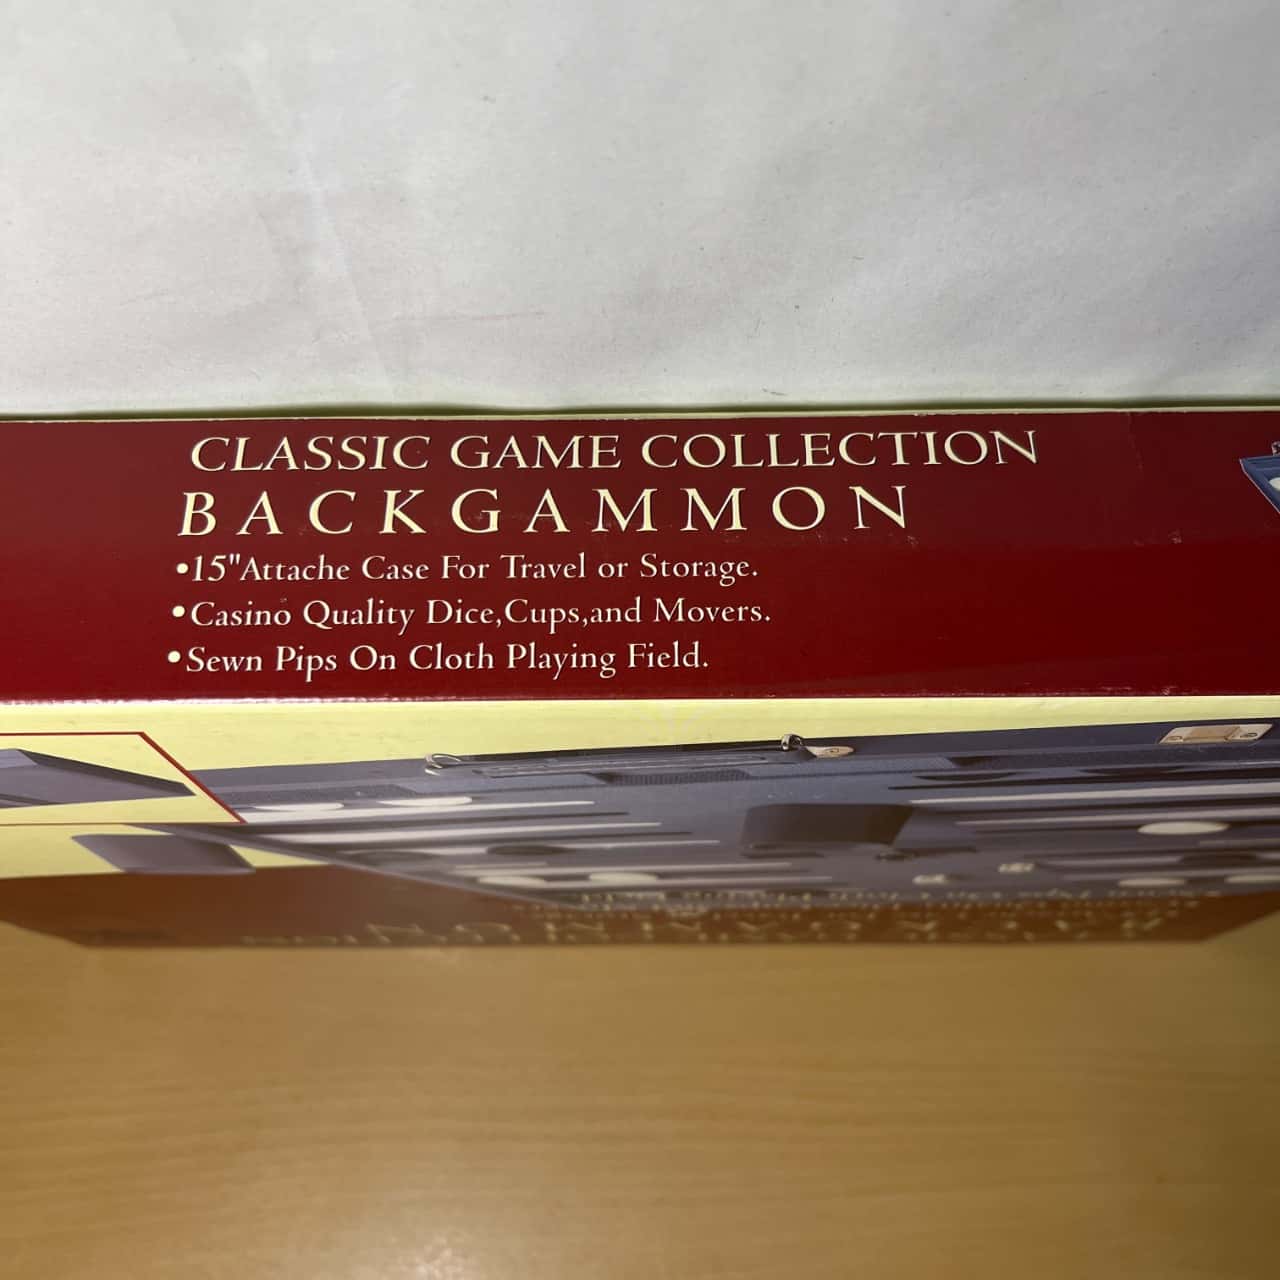 CLASSIC GAME COLLECTION
BACKGAMMON
•15"Attache Case For Travel or Storage.
•Casino Quality Dice,Cups,and Movers.
•Sewn Pips On Cloth Playing Field.